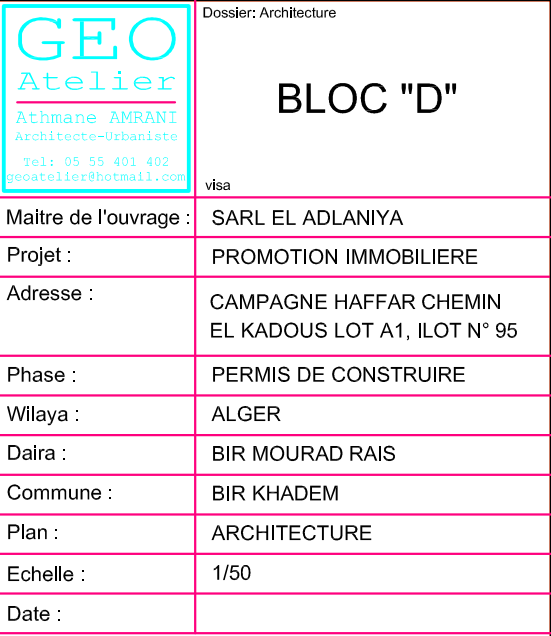 GEO
Atelier
Athmane AMRANI
Architecte-Urbaniste
Tel: 05 55 401 402
geoatelier@hotmail.com
Dossier: Architecture
BLOC "D"
visa
Maitre de l'ouvrage : SARL EL ADLANIYA
Projet : PROMOTION IMMOBILIERE
Adresse : CAMPAGNE HAFFAR CHEMIN
EL KADOUS LOT A1, ILOT N° 95
Phase : PERMIS DE CONSTRUIRE
Wilaya : ALGER
Daira : BIR MOURAD RAIS
Commune : BIR KHADEM
Plan : ARCHITECTURE
Echelle : 1/50
Date :